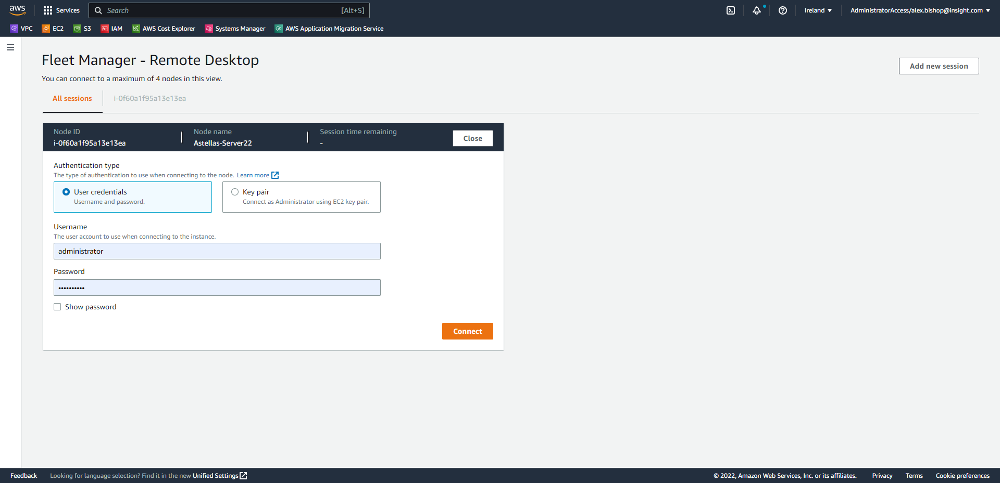 aws
Services
Search
[Alt+S]
Ireland
AdministratorAccess/alex.bishop@insight.com
VPC
EC2
S3
IAM
AWS Cost Explorer
Systems Manager
AWS Application Migration Service
Fleet Manager - Remote Desktop
Add new session
You can connect to a maximum of 4 nodes in this view.
All sessions
i-0f60a1f95a13e13ea
Node ID
i-0f60a1f95a13e13ea
Node name
Astellas-Server22
Session time remaining
-
Close
Authentication type
The type of authentication to use when connecting to the node. Learn more
User credentials
Username and password.
Key pair
Connect as Administrator using EC2 key pair.
Username
The user account to use when connecting to the instance.
administrator
Password
••••••••••
Show password
Connect
Feedback
Looking for language selection? Find it in the new Unified Settings
© 2022, Amazon Web Services, Inc. or its affiliates.
Privacy
Terms
Cookie preferences